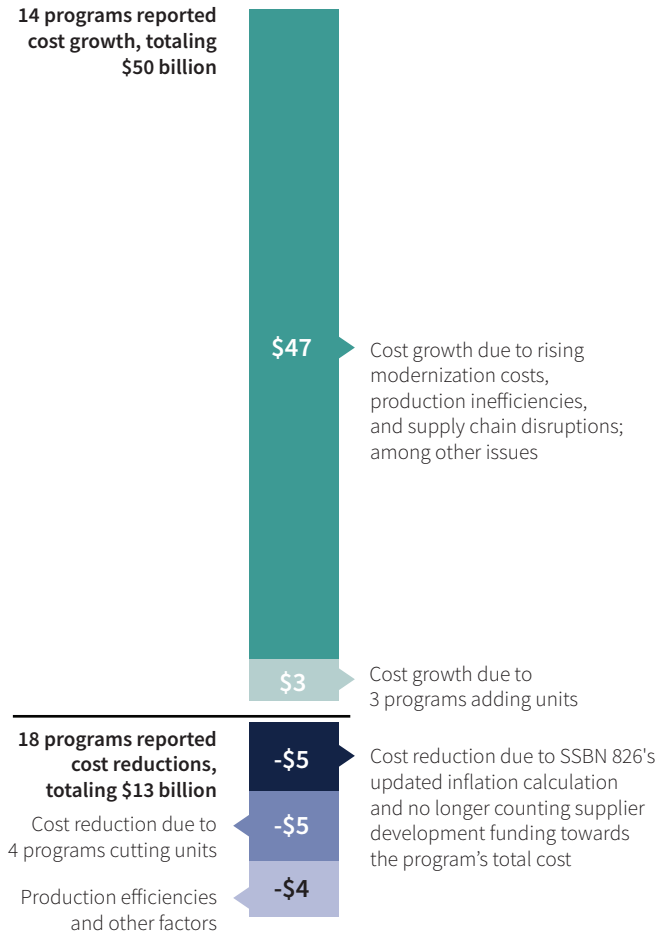 14 programs reported
cost growth, totaling
$50 billion
$47
Cost growth due to rising
modernization costs,
production inefficiencies,
and supply chain disruptions;
among other issues
$3
Cost growth due to
3 programs adding units
18 programs reported
cost reductions,
totaling $13 billion
-$5
Cost reduction due to SSBN 826's
updated inflation calculation
and no longer counting supplier
development funding towards
the program’s total cost
Cost reduction due to
4 programs cutting units
-$5
Production efficiencies
and other factors
-$4